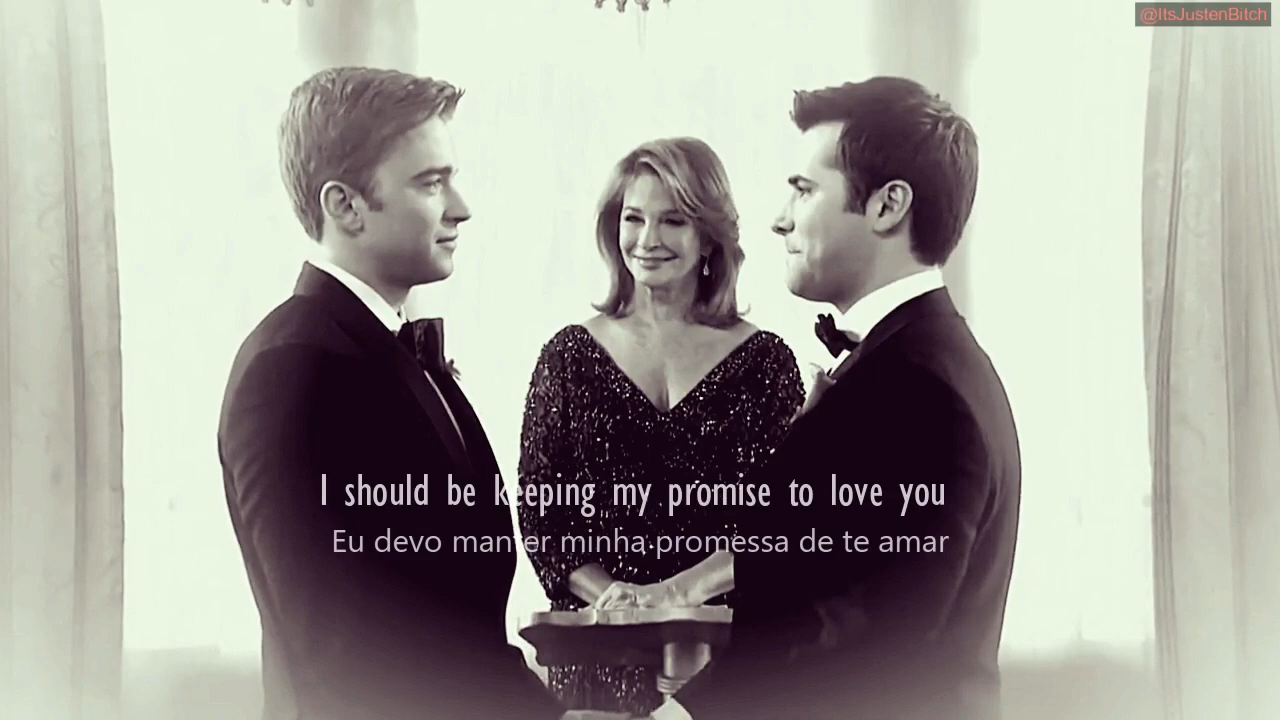 @ItsJustenBitch
I should be keeping my promise to love you
Eu devo manter minha promessa de te amar